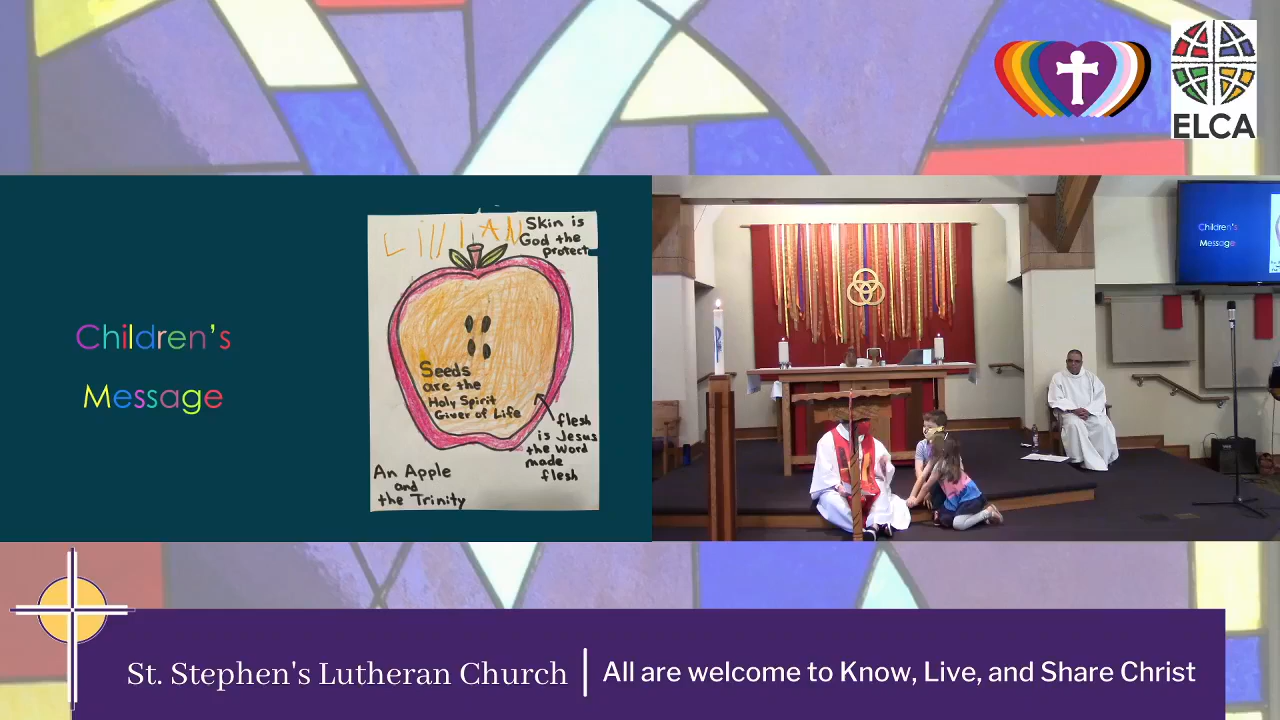 ELCA
LILLIAN
Skin is
God the
protect
Children's
Message
Seeds
are the
Holy Spirit
Giver of Life
flesh
is Jesus
the word
made
flesh
An Apple
and
the Trinity
Children's
Message
St. Stephen's Lutheran Church | All are welcome to Know, Live, and Share Christ